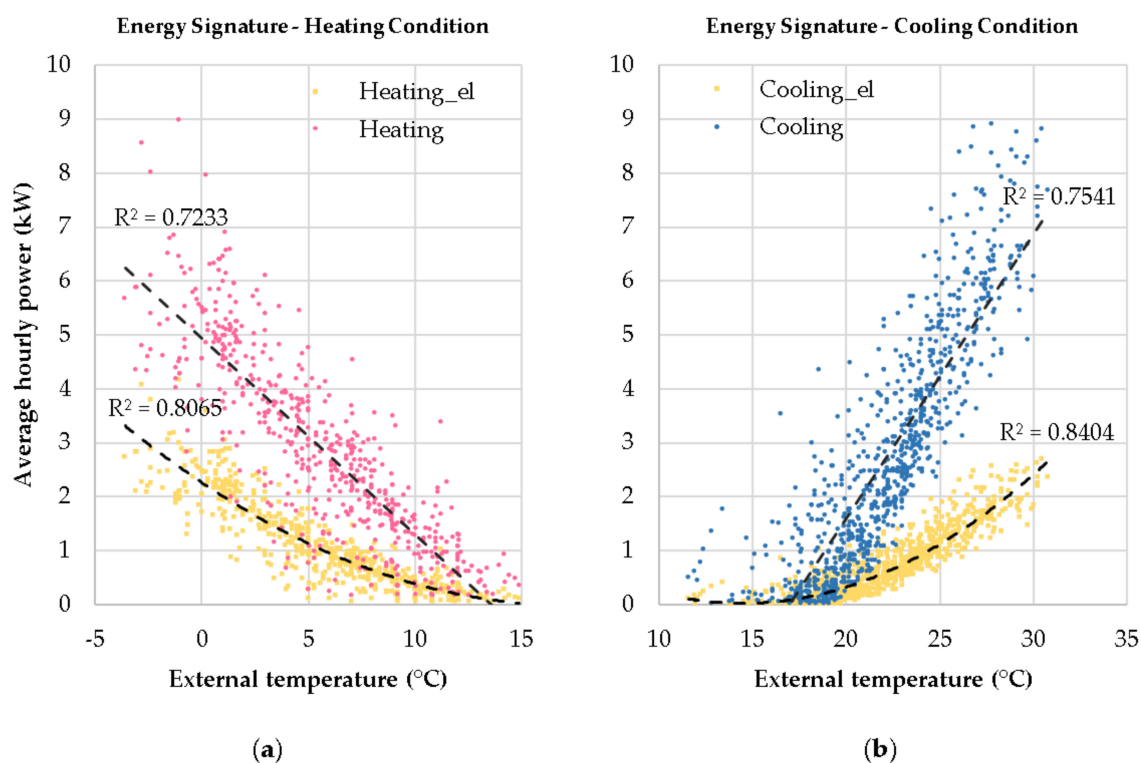 Energy Signature - Heating Condition
Energy Signature - Cooling Condition
Average hourly power (kW)
10
9
8
7
6
5
4
3
2
1
0
Heating_el
Heating
R² = 0.7233
R² = 0.8065
-5
0
5
10
15
External temperature (°C)
(a)
10
9
8
7
6
5
4
3
2
1
0
Cooling_el
Cooling
R² = 0.7541
R² = 0.8404
10
15
20
25
30
35
External temperature (°C)
(b)